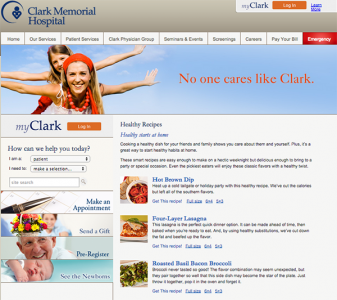 Clark Memorial
Hospital
myClark Log In Learn More
Home Our Services Patient Services Clark Physician Group Seminars & Events Screenings Careers Pay Your Bill Emergency
No one cares like Clark.
myClark Log In
How can we help you today?
I am a: patient
I need to: make a selection...
site search
Make an
Appointment
Send a Gift
Pre-Register
See the Newborns
Healthy Recipes
Healthy starts at home
Cooking a healthy dish for your friends and family shows you care about them and yourself. Plus, it's a
great way to start healthy habits at home.
These smart recipes are easy enough to make on a hectic weeknight but delicious enough to bring to a
party or special occasion. Even the pickiest eaters will enjoy these classic flavors with a healthy twist.
Hot Brown Dip
Heat up a cold tailgate or holiday party with this healthy recipe. We've cut the calories
but left all of the southern flavors.
Get This recipe! Full size 6x4 3x3
Four-Layer Lasagna
This lasagna is the perfect quick dinner option. It can be made ahead of time, then
baked when you're ready to eat. And, by using healthy substitutions, we've cut down
the fat and beefed up the flavor.
Get This recipe! Full size 6x4 3x3
Roasted Basil Bacon Broccoli
Broccoli never tasted so good! The flavor combination may seem unexpected, but
they pair together so well that this side dish may become the star of the plate. Just
throw it together, pop it in the oven and forget it.
Get This recipe! Full size 6x4 3x3